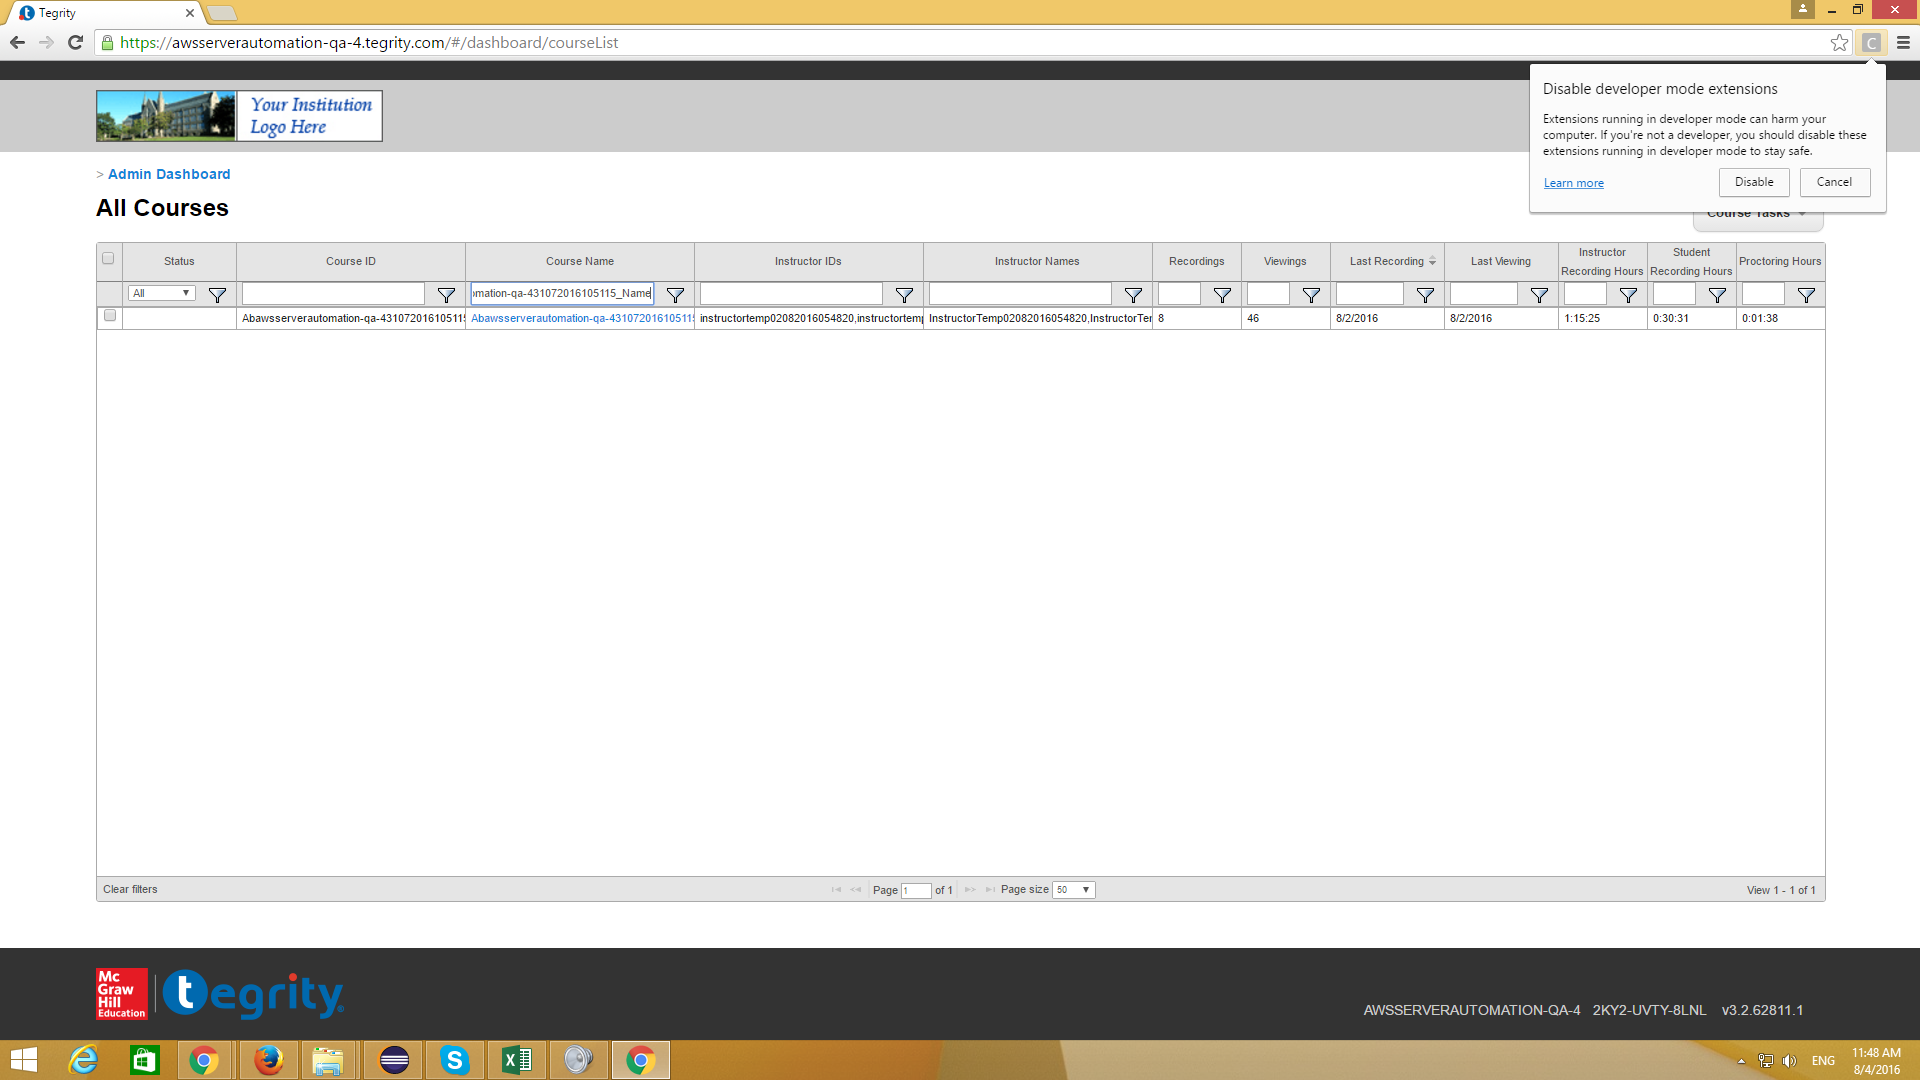 Tegrity
https://awsserverautomation-qa-4.tegrity.com/#/dashboard/courseList
C
Your Institution
Logo Here
Disable developer mode extensions
Extensions running in developer mode can harm your
computer. If you're not a developer, you should disable these
extensions running in developer mode to stay safe.
Learn more Disable Cancel
> Admin Dashboard
All Courses
Course Tasks
Status Course ID Course Name Instructor IDs Instructor Names Recordings Viewings Last Recording Last Viewing Instructor Recording Hours Student Recording Hours Proctoring Hours
All omation-qa-431072016105115_Name
Abawsserverautomation-qa-431072016105115 Abawsserverautomation-qa-431072016105115 instructortemp02082016054820,instructortemp InstructorTemp02082016054820,InstructorTer 8 46 8/2/2016 8/2/2016 1:15:25 0:30:31 0:01:38
Clear filters Page 1 of 1 Page size 50 View 1 - 1 of 1
Mc
Graw
Hill
Education
tegrity
AWSSERVERAUTOMATION-QA-4 2KY2-UVTY-8LNL v3.2.62811.1
ENG
11:48 AM
8/4/2016